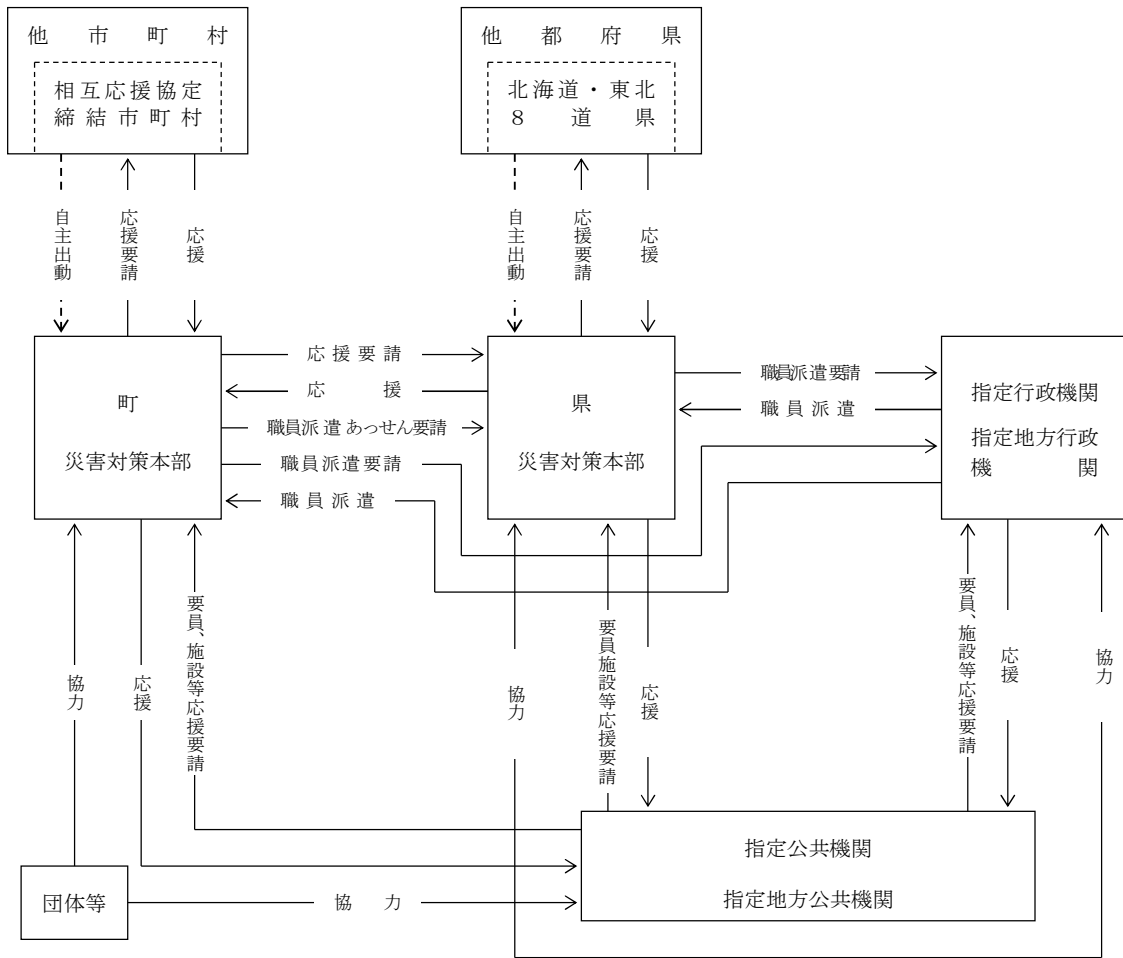 他市町村
相互応援協定
締結市町村
他都府県
北海道・東北
８道県
自主出動
応援要請
応援
自主出動
応援要請
応援
町
災害対策本部
応援要請
応援
職員派遣あっせん要請
職員派遣要請
職員派遣
県
災害対策本部
職員派遣要請
職員派遣
指定行政機関
指定地方行政
機関
協力
応援
要員、施設等応援要請
協力
要員施設等応援要請
応援
要員、施設等応援要請
応援
協力
団体等
協力
指定公共機関
指定地方公共機関